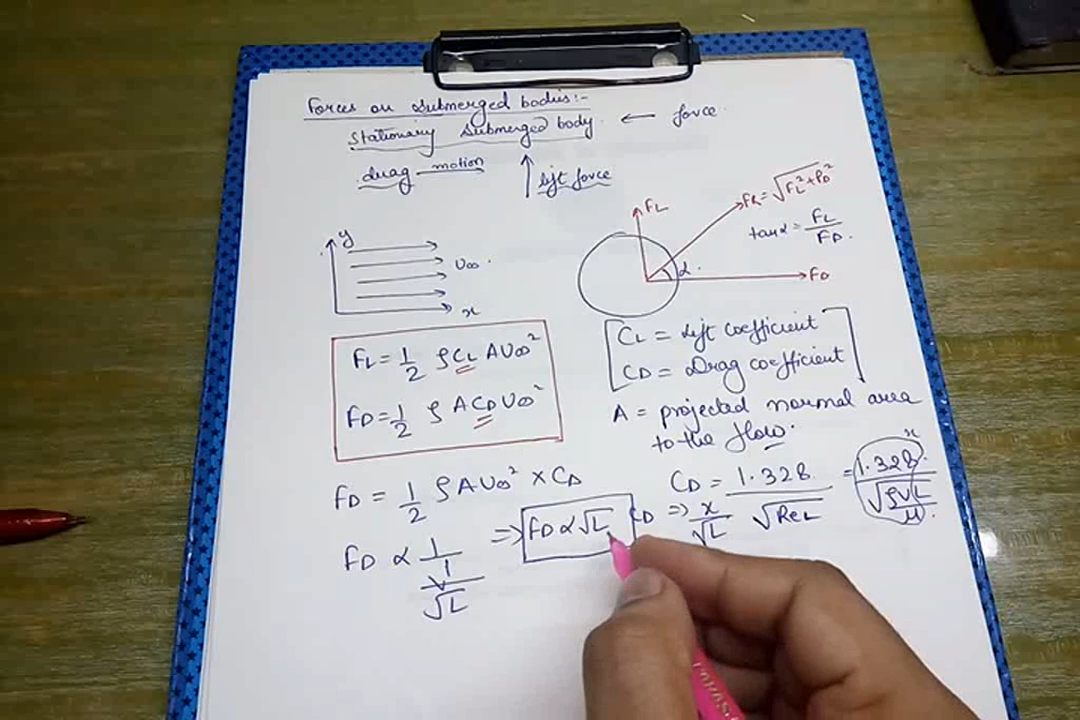 Forces on submerged bodies:-
Stationary submerged body. ← force
drag motion ↑ lift force
FL
FR = √FL²+FD²
tanα = FL/FD.
α.
FD
y
U∞.
x
FL = 1/2 ρ CL A U∞²
FD = 1/2 ρ A CD U∞²
CL = Lift coefficient
CD = Drag coefficient
A = projected normal area
to the flow.
FD = 1/2 ρ A U∞² × CD
CD = 1.328/√ReL = 1.328/√ρVL/μ.
x
FD ∝ 1/1/√L
⇒ FD ∝ √L
CD ⇒ x/√L